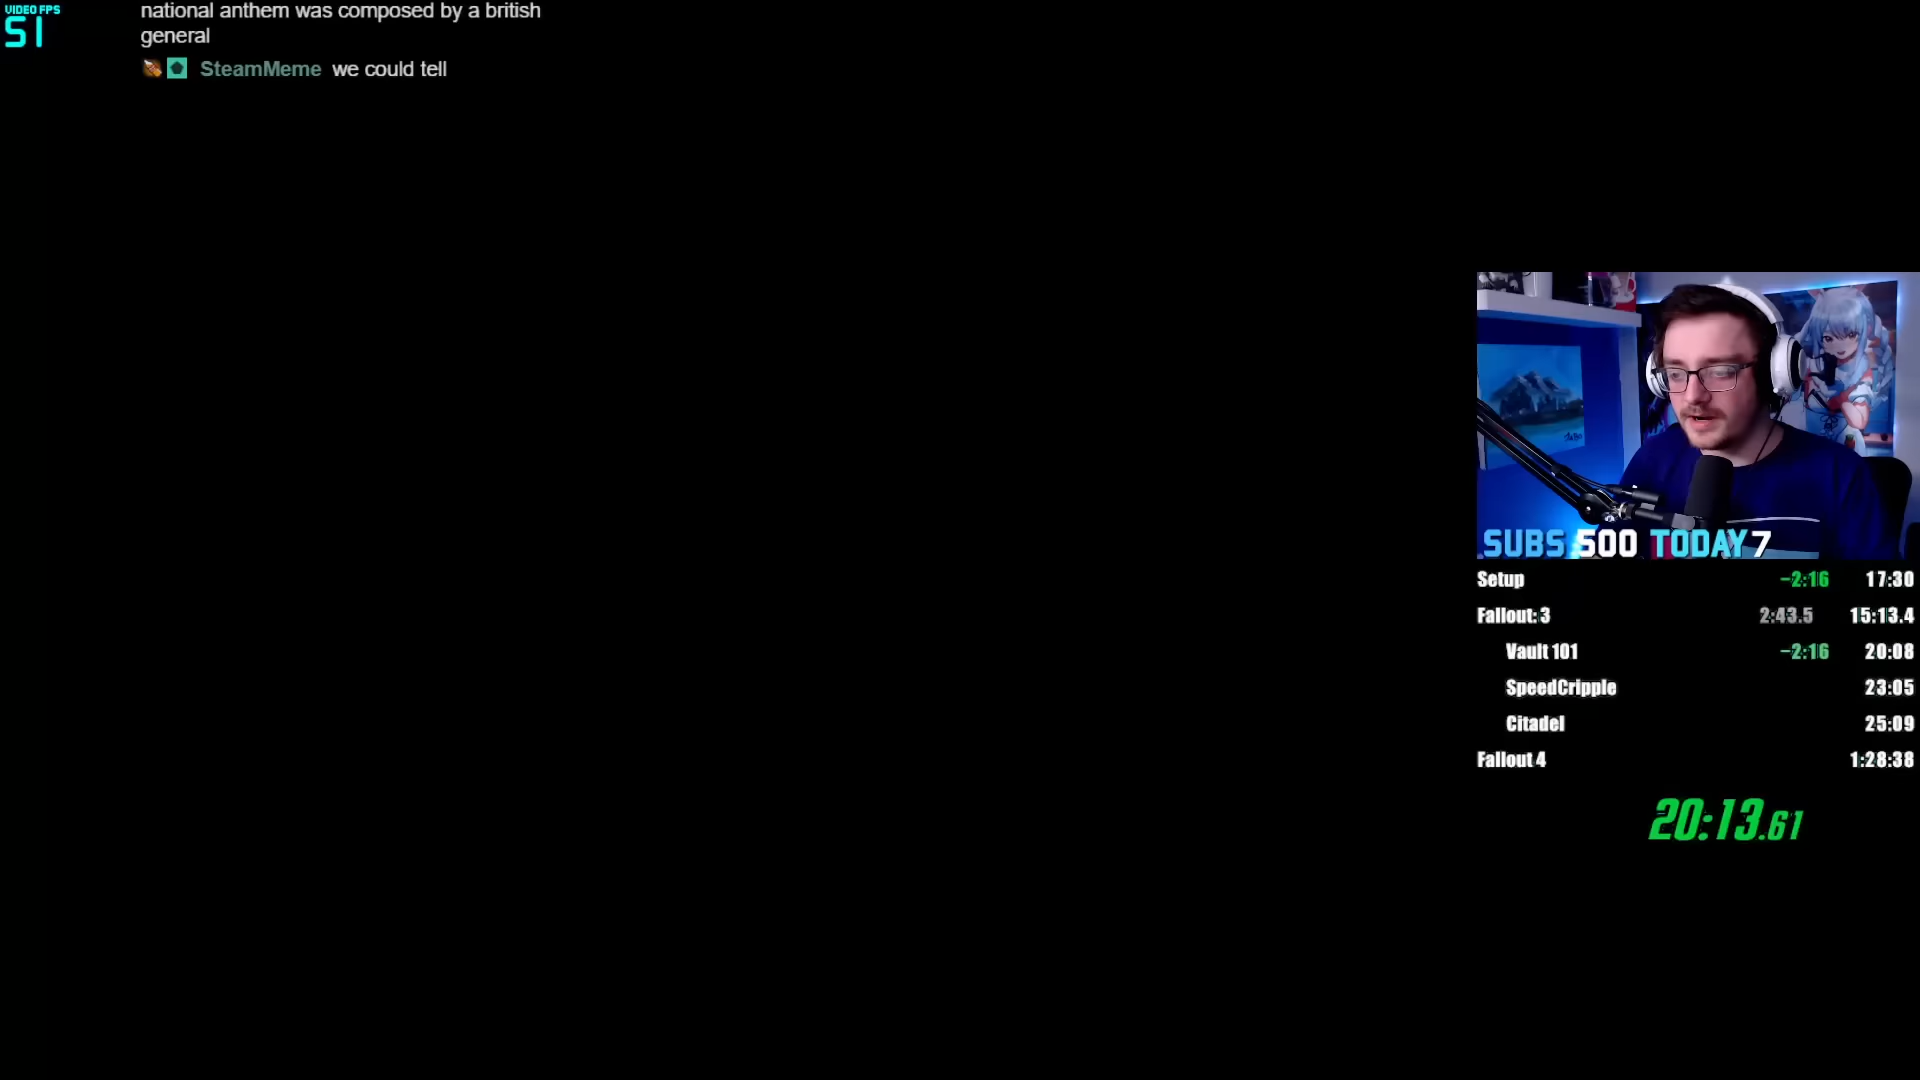 VIDEO FPS
51
national anthem was composed by a british
general
SteamMeme we could tell
SUBS 500 TODAY 7
Setup -2:16 17:30
Fallout: 3 2:43.5 15:13.4
Vault 101 -2:16 20:08
SpeedCripple 23:05
Citadel 25:09
Fallout 4 1:28:38
20:13.61